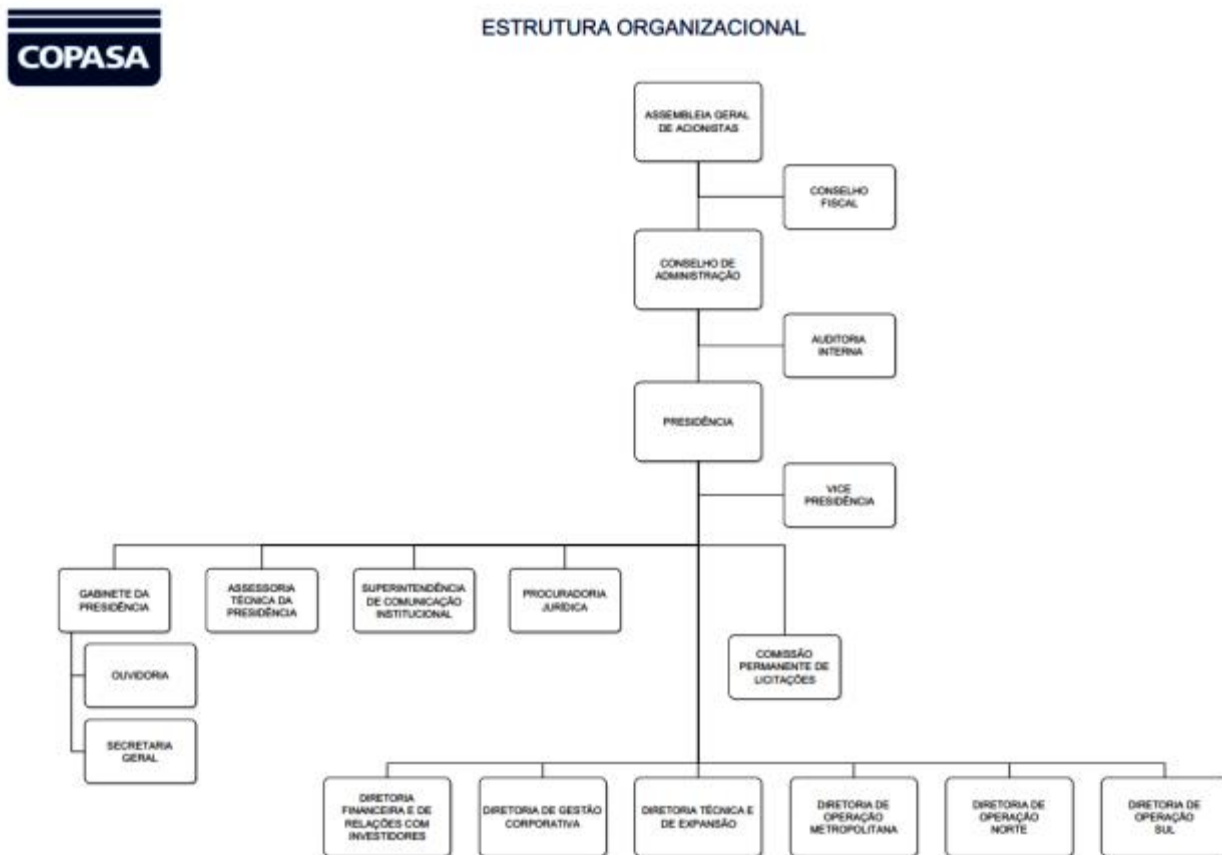 COPASA
ESTRUTURA ORGANIZACIONAL
ASSEMBLEIA GERAL
DE ACIONISTAS
CONSELHO
FISCAL
CONSELHO DE
ADMINISTRAÇÃO
AUDITORIA
INTERNA
PRESIDÊNCIA
VICE
PRESIDÊNCIA
GABINETE DA
PRESIDÊNCIA
ASSESSORIA
TÉCNICA DA
PRESIDÊNCIA
SUPERINTENDÊNCIA
DE COMUNICAÇÃO
INSTITUCIONAL
PROCURADORIA
JURÍDICA
OUVIDORIA
SECRETARIA
GERAL
COMISSÃO
PERMANENTE DE
LICITAÇÕES
DIRETORIA
FINANCEIRA E DE
RELAÇÕES COM
INVESTIDORES
DIRETORIA DE GESTÃO
CORPORATIVA
DIRETORIA TÉCNICA E
DE EXPANSÃO
DIRETORIA DE
OPERAÇÃO
METROPOLITANA
DIRETORIA DE
OPERAÇÃO
NORTE
DIRETORIA DE
OPERAÇÃO
SUL